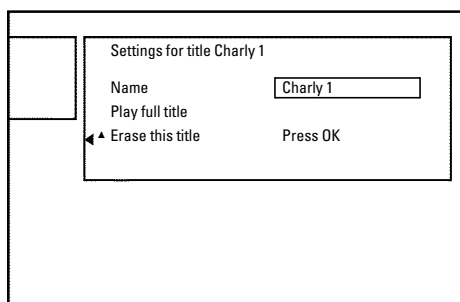 Settings for title Charly 1
Name Charly 1
Play full title
Erase this title Press OK